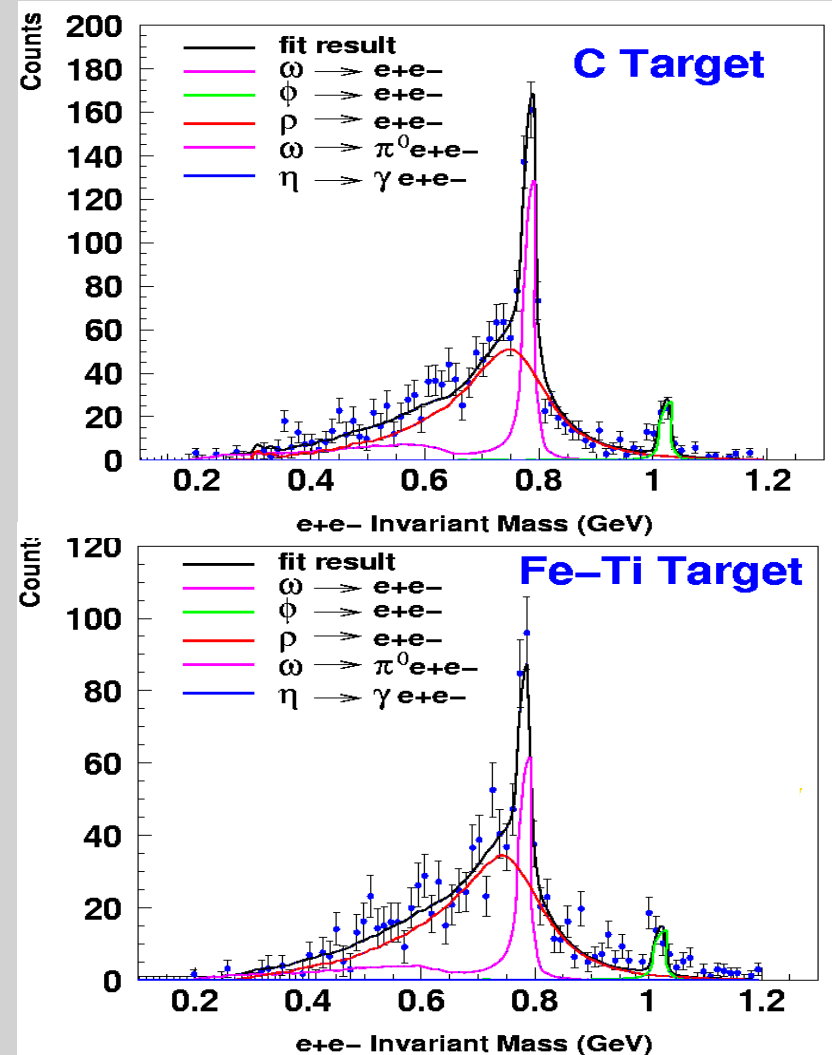 200
180
160
140
120
100
80
60
40
20
0
Counts
fit result
ω → e+e−
ϕ → e+e−
ρ → e+e−
ω → π⁰e+e−
η → γ e+e−
C Target
0.2 0.4 0.6 0.8 1 1.2
e+e− Invariant Mass (GeV)
120
100
80
60
40
20
0
Count
fit result
ω → e+e−
ϕ → e+e−
ρ → e+e−
ω → π⁰e+e−
η → γ e+e−
Fe−Ti Target
0.2 0.4 0.6 0.8 1 1.2
e+e− Invariant Mass (GeV)